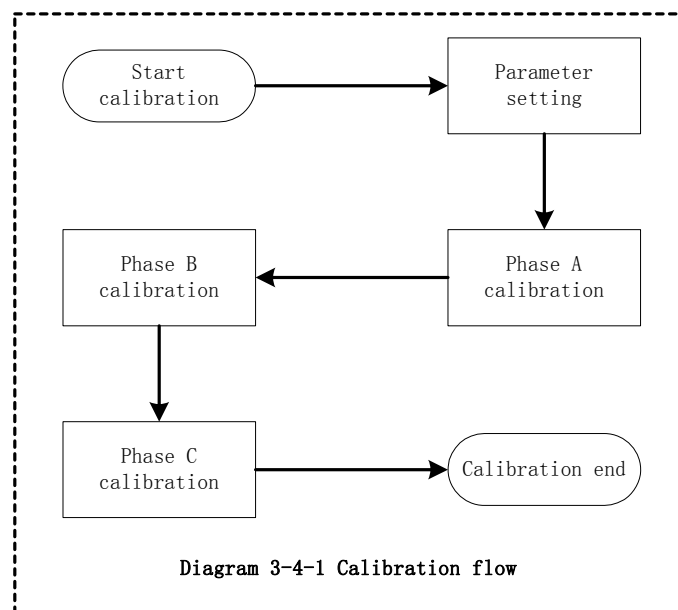 Start
calibration
Parameter
setting
Phase A
calibration
Phase B
calibration
Phase C
calibration
Calibration end
Diagram 3-4-1 Calibration flow